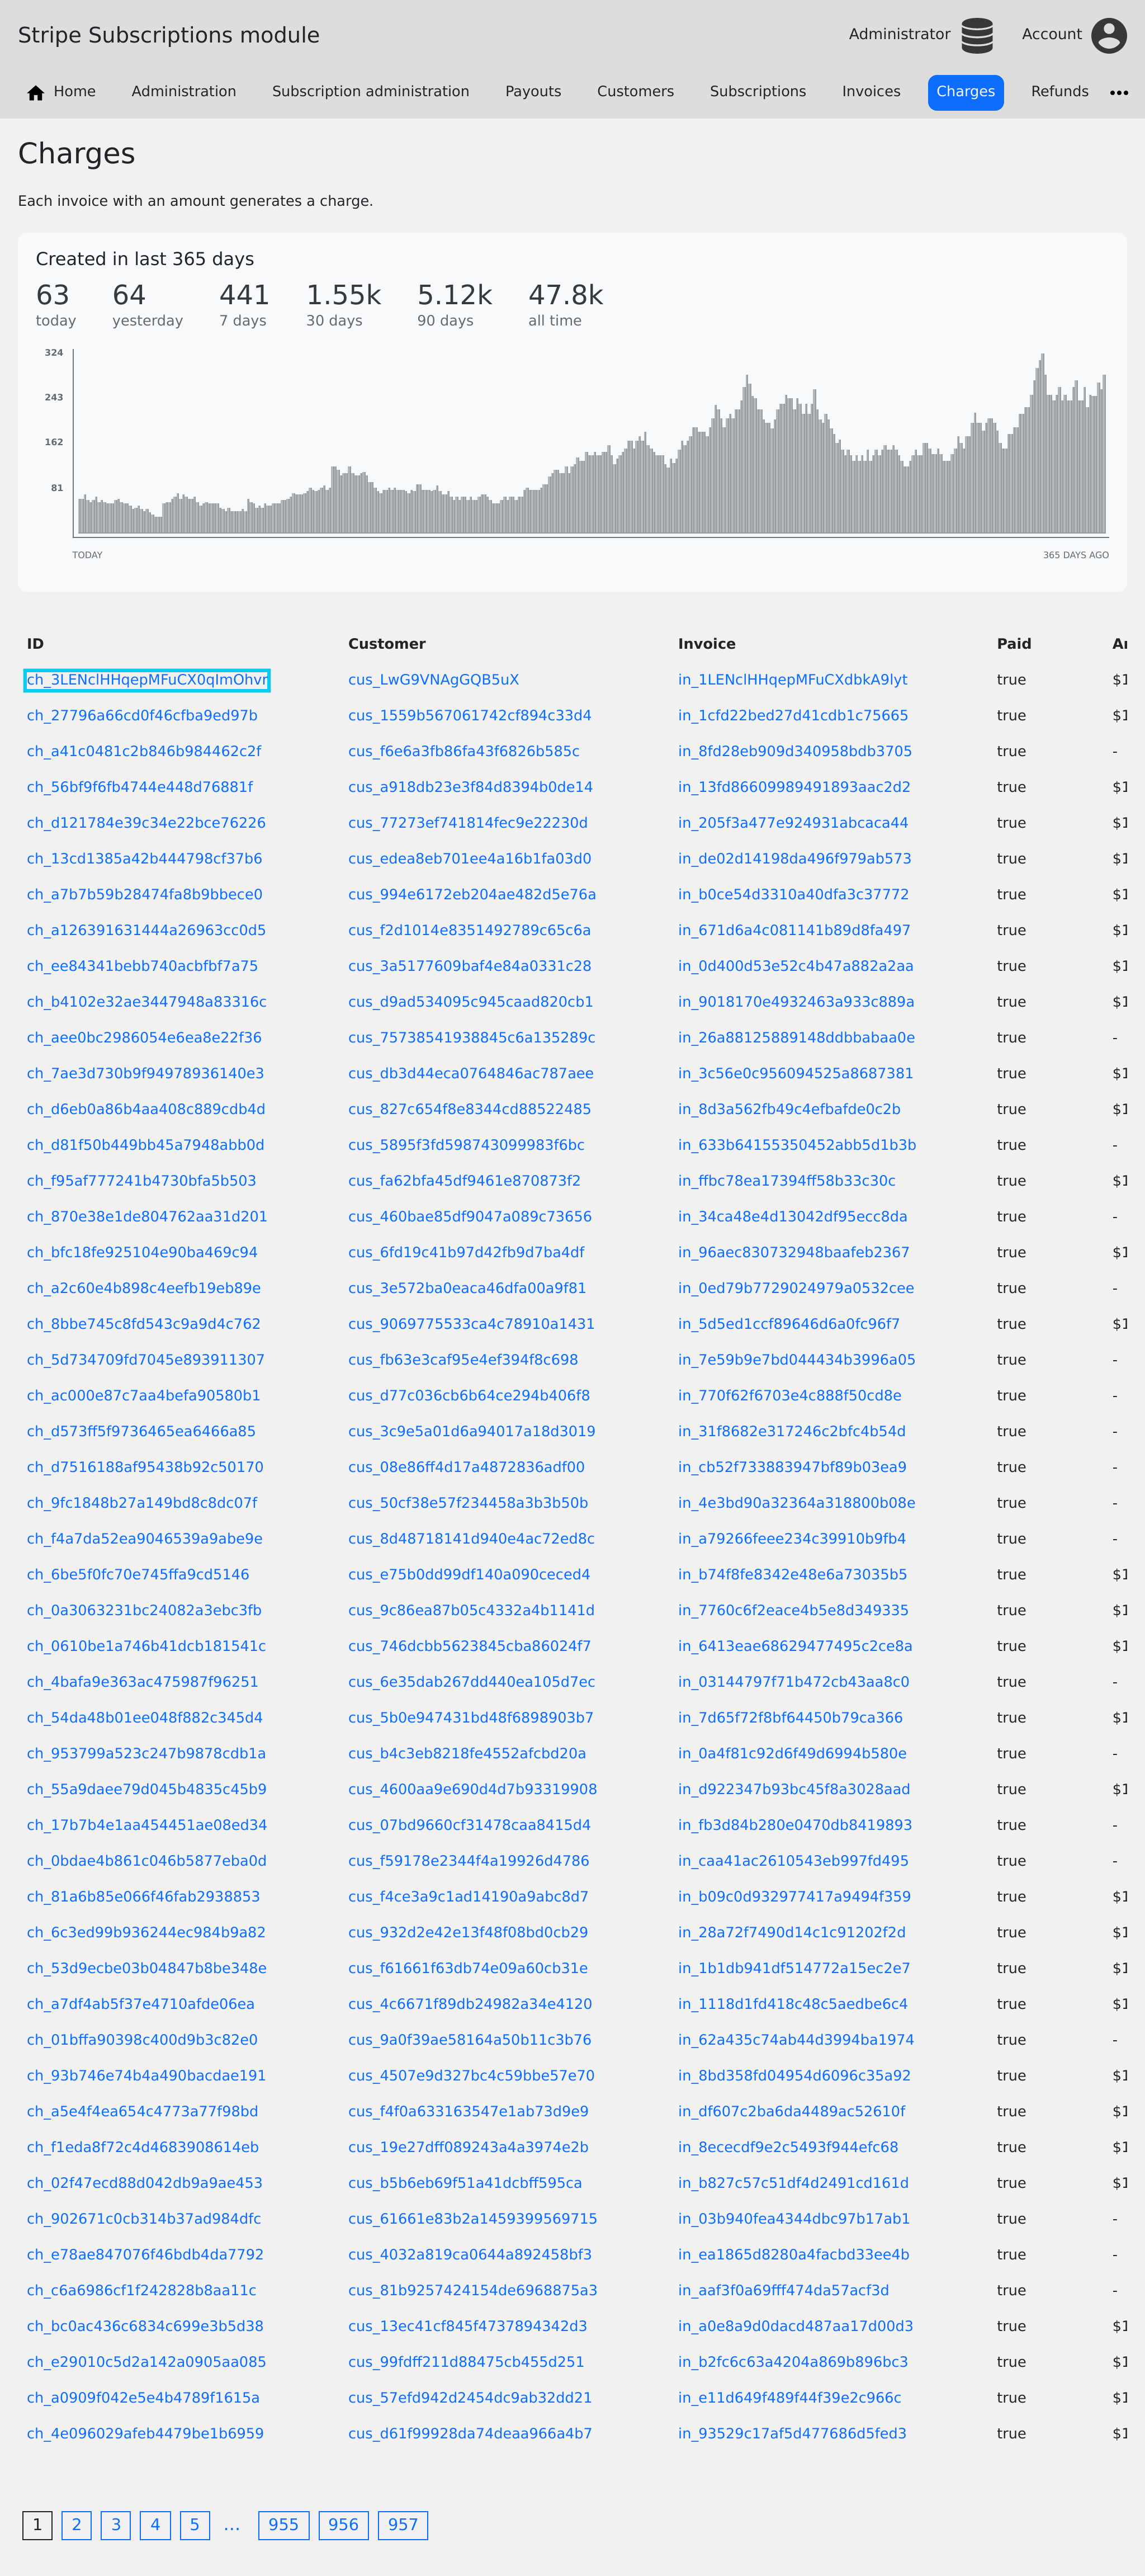 Stripe Subscriptions module
Administrator
Account
Home Administration Subscription administration Payouts Customers Subscriptions Invoices Charges Refunds •••
Charges
Each invoice with an amount generates a charge.
Created in last 365 days
63 64 441 1.55k 5.12k 47.8k
today yesterday 7 days 30 days 90 days all time
324
243
162
81
TODAY 365 DAYS AGO
ID Customer Invoice Paid
ch_3LENclHHqepMFuCX0qImOhvr cus_LwG9VNAgGQB5uX in_1LENclHHqepMFuCXdbkA9lyt true $1
ch_27796a66cd0f46cfba9ed97b cus_1559b567061742cf894c33d4 in_1cfd22bed27d41cdb1c75665 true $1
ch_a41c0481c2b846b984462c2f cus_f6e6a3fb86fa43f6826b585c in_8fd28eb909d340958bdb3705 true -
ch_56bf9f6fb4744e448d76881f cus_a918db23e3f84d8394b0de14 in_13fd86609989491893aac2d2 true $1
ch_d121784e39c34e22bce76226 cus_77273ef741814fec9e22230d in_205f3a477e924931abcaca44 true $1
ch_13cd1385a42b444798cf37b6 cus_edea8eb701ee4a16b1fa03d0 in_de02d14198da496f979ab573 true $1
ch_a7b7b59b28474fa8b9bbece0 cus_994e6172eb204ae482d5e76a in_b0ce54d3310a40dfa3c37772 true $1
ch_a126391631444a26963cc0d5 cus_f2d1014e8351492789c65c6a in_671d6a4c081141b89d8fa497 true $1
ch_ee84341bebb740acbfbf7a75 cus_3a5177609baf4e84a0331c28 in_0d400d53e52c4b47a882a2aa true $1
ch_b4102e32ae3447948a83316c cus_d9ad534095c945caad820cb1 in_9018170e4932463a933c889a true $1
ch_aee0bc2986054e6ea8e22f36 cus_75738541938845c6a135289c in_26a88125889148ddbbabaa0e true -
ch_7ae3d730b9f94978936140e3 cus_db3d44eca0764846ac787aee in_3c56e0c956094525a8687381 true $1
ch_d6eb0a86b4aa408c889cdb4d cus_827c654f8e8344cd88522485 in_8d3a562fb49c4efbafde0c2b true $1
ch_d81f50b449bb45a7948abb0d cus_5895f3fd598743099983f6bc in_633b64155350452abb5d1b3b true -
ch_f95af777241b4730bfa5b503 cus_fa62bfa45df9461e870873f2 in_ffbc78ea17394ff58b33c30c true $1
ch_870e38e1de804762aa31d201 cus_460bae85df9047a089c73656 in_34ca48e4d13042df95ecc8da true -
ch_bfc18fe925104e90ba469c94 cus_6fd19c41b97d42fb9d7ba4df in_96aec830732948baafeb2367 true $1
ch_a2c60e4b898c4eefb19eb89e cus_3e572ba0eaca46dfa00a9f81 in_0ed79b7729024979a0532cee true -
ch_8bbe745c8fd543c9a9d4c762 cus_9069775533ca4c78910a1431 in_5d5ed1ccf89646d6a0fc96f7 true $1
ch_5d734709fd7045e893911307 cus_fb63e3caf95e4ef394f8c698 in_7e59b9e7bd044434b3996a05 true -
ch_ac000e87c7aa4befa90580b1 cus_d77c036cb6b64ce294b406f8 in_770f62f6703e4c888f50cd8e true -
ch_d573ff5f9736465ea6466a85 cus_3c9e5a01d6a94017a18d3019 in_31f8682e317246c2bfc4b54d true -
ch_d7516188af95438b92c50170 cus_08e86ff4d17a4872836adf00 in_cb52f733883947bf89b03ea9 true -
ch_9fc1848b27a149bd8c8dc07f cus_50cf38e57f234458a3b3b50b in_4e3bd90a32364a318800b08e true -
ch_f4a7da52ea9046539a9abe9e cus_8d48718141d940e4ac72ed8c in_a79266feee234c39910b9fb4 true -
ch_6be5f0fc70e745ffa9cd5146 cus_e75b0dd99df140a090ceced4 in_b74f8fe8342e48e6a73035b5 true $1
ch_0a3063231bc24082a3ebc3fb cus_9c86ea87b05c4332a4b1141d in_7760c6f2eace4b5e8d349335 true $1
ch_0610be1a746b41dcb181541c cus_746dcbb5623845cba86024f7 in_6413eae68629477495c2ce8a true $1
ch_4bafa9e363ac475987f96251 cus_6e35dab267dd440ea105d7ec in_03144797f71b472cb43aa8c0 true -
ch_54da48b01ee048f882c345d4 cus_5b0e947431bd48f6898903b7 in_7d65f72f8bf64450b79ca366 true $1
ch_953799a523c247b9878cdb1a cus_b4c3eb8218fe4552afcbd20a in_0a4f81c92d6f49d6994b580e true -
ch_55a9daee79d045b4835c45b9 cus_4600aa9e690d4d7b93319908 in_d922347b93bc45f8a3028aad true $1
ch_17b7b4e1aa454451ae08ed34 cus_07bd9660cf31478caa8415d4 in_fb3d84b280e0470db8419893 true -
ch_0bdae4b861c046b5877eba0d cus_f59178e2344f4a19926d4786 in_caa41ac2610543eb997fd495 true -
ch_81a6b85e066f46fab2938853 cus_f4ce3a9c1ad14190a9abc8d7 in_b09c0d932977417a9494f359 true $1
ch_6c3ed99b936244ec984b9a82 cus_932d2e42e13f48f08bd0cb29 in_28a72f7490d14c1c91202f2d true $1
ch_53d9ecbe03b04847b8be348e cus_f61661f63db74e09a60cb31e in_1b1db941df514772a15ec2e7 true $1
ch_a7df4ab5f37e4710afde06ea cus_4c6671f89db24982a34e4120 in_1118d1fd418c48c5aedbe6c4 true $1
ch_01bffa90398c400d9b3c82e0 cus_9a0f39ae58164a50b11c3b76 in_62a435c74ab44d3994ba1974 true -
ch_93b746e74b4a490bacdae191 cus_4507e9d327bc4c59bbe57e70 in_8bd358fd04954d6096c35a92 true $1
ch_a5e4f4ea654c4773a77f98bd cus_f4f0a633163547e1ab73d9e9 in_df607c2ba6da4489ac52610f true $1
ch_f1eda8f72c4d4683908614eb cus_19e27dff089243a4a3974e2b in_8ececdf9e2c5493f944efc68 true $1
ch_02f47ecd88d042db9a9ae453 cus_b5b6eb69f51a41dcbff595ca in_b827c57c51df4d2491cd161d true $1
ch_902671c0cb314b37ad984dfc cus_61661e83b2a1459399569715 in_03b940fea4344dbc97b17ab1 true -
ch_e78ae847076f46bdb4da7792 cus_4032a819ca0644a892458bf3 in_ea1865d8280a4facbd33ee4b true -
ch_c6a6986cf1f242828b8aa11c cus_81b9257424154de6968875a3 in_aaf3f0a69fff474da57acf3d true -
ch_bc0ac436c6834c699e3b5d38 cus_13ec41cf845f4737894342d3 in_a0e8a9d0dacd487aa17d00d3 true $1
ch_e29010c5d2a142a0905aa085 cus_99fdff211d88475cb455d251 in_b2fc6c63a4204a869b896bc3 true $1
ch_a0909f042e5e4b4789f1615a cus_57efd942d2454dc9ab32dd21 in_e11d649f489f44f39e2c966c true $1
ch_4e096029afeb4479be1b6959 cus_d61f99928da74deaa966a4b7 in_93529c17af5d477686d5fed3 true $1
1 2 3 4 5 ... 955 956 957